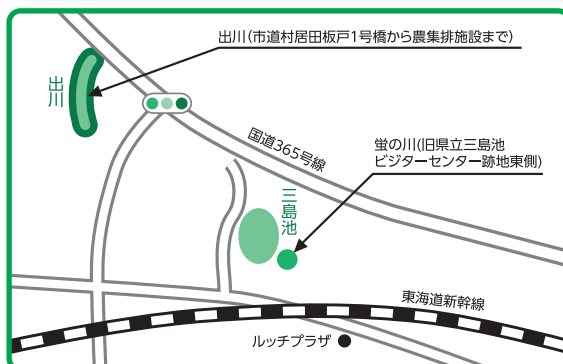 出川（市道村居田板戸1号橋から農集排施設まで）
出川
国道365号線
蛍の川(旧県立三島池
ビジターセンター跡地東側)
三島池
東海道新幹線
ルッチプラザ